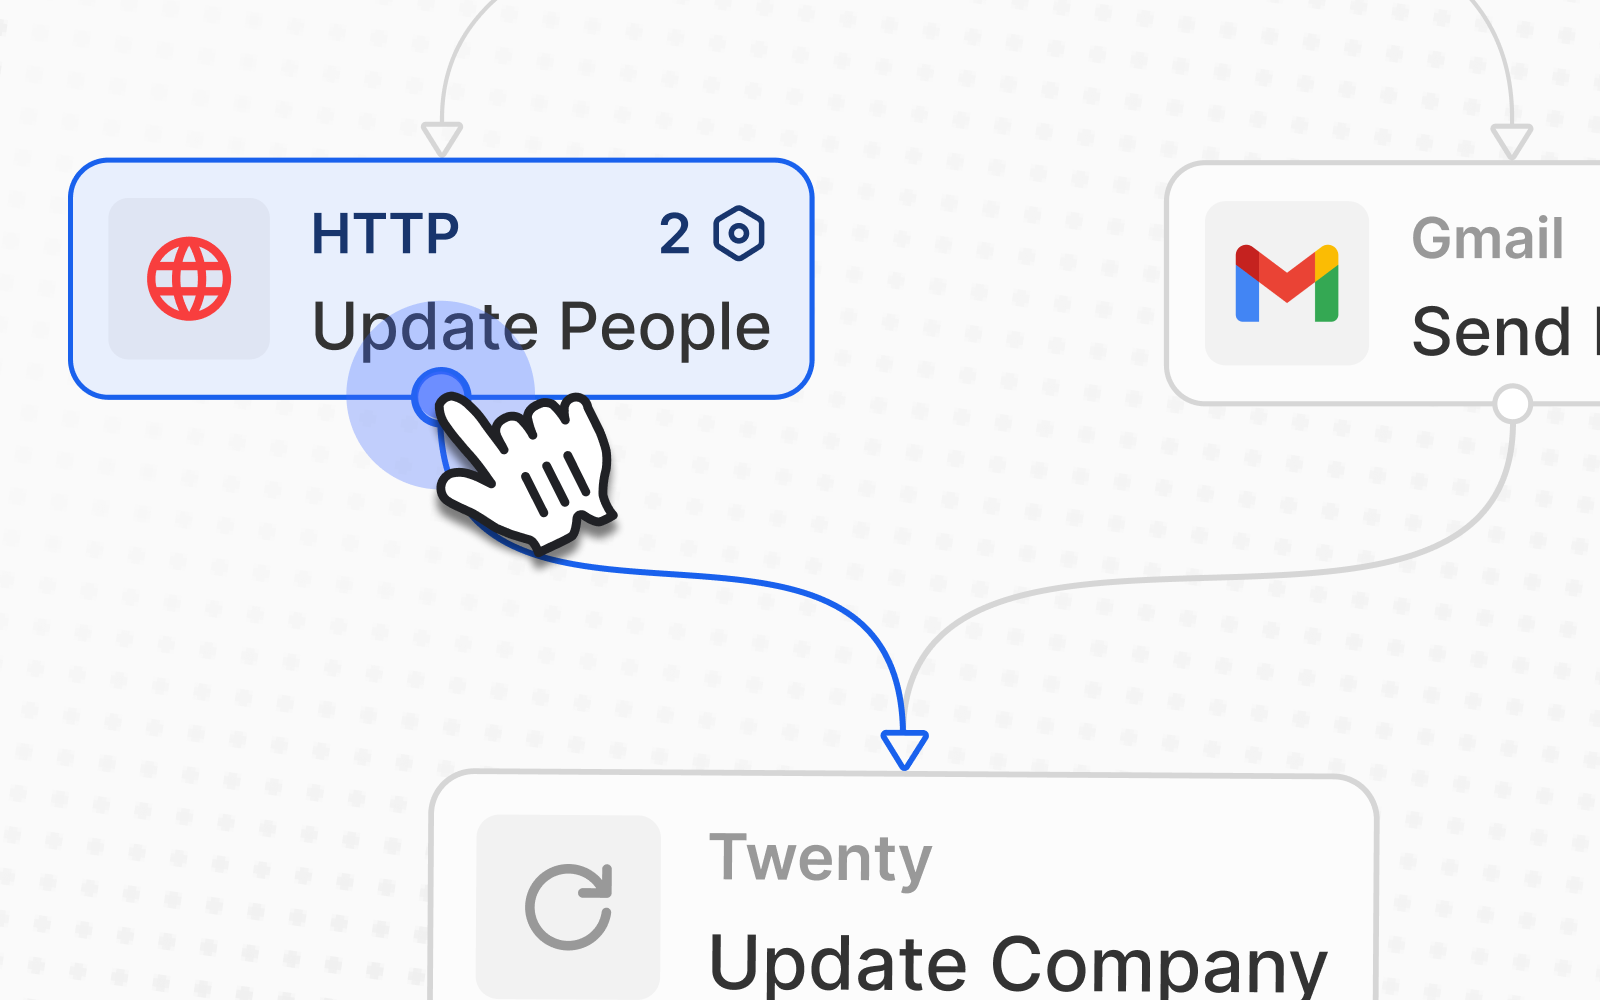 HTTP 2
Update People
Gmail
Send
Twenty
Update Company